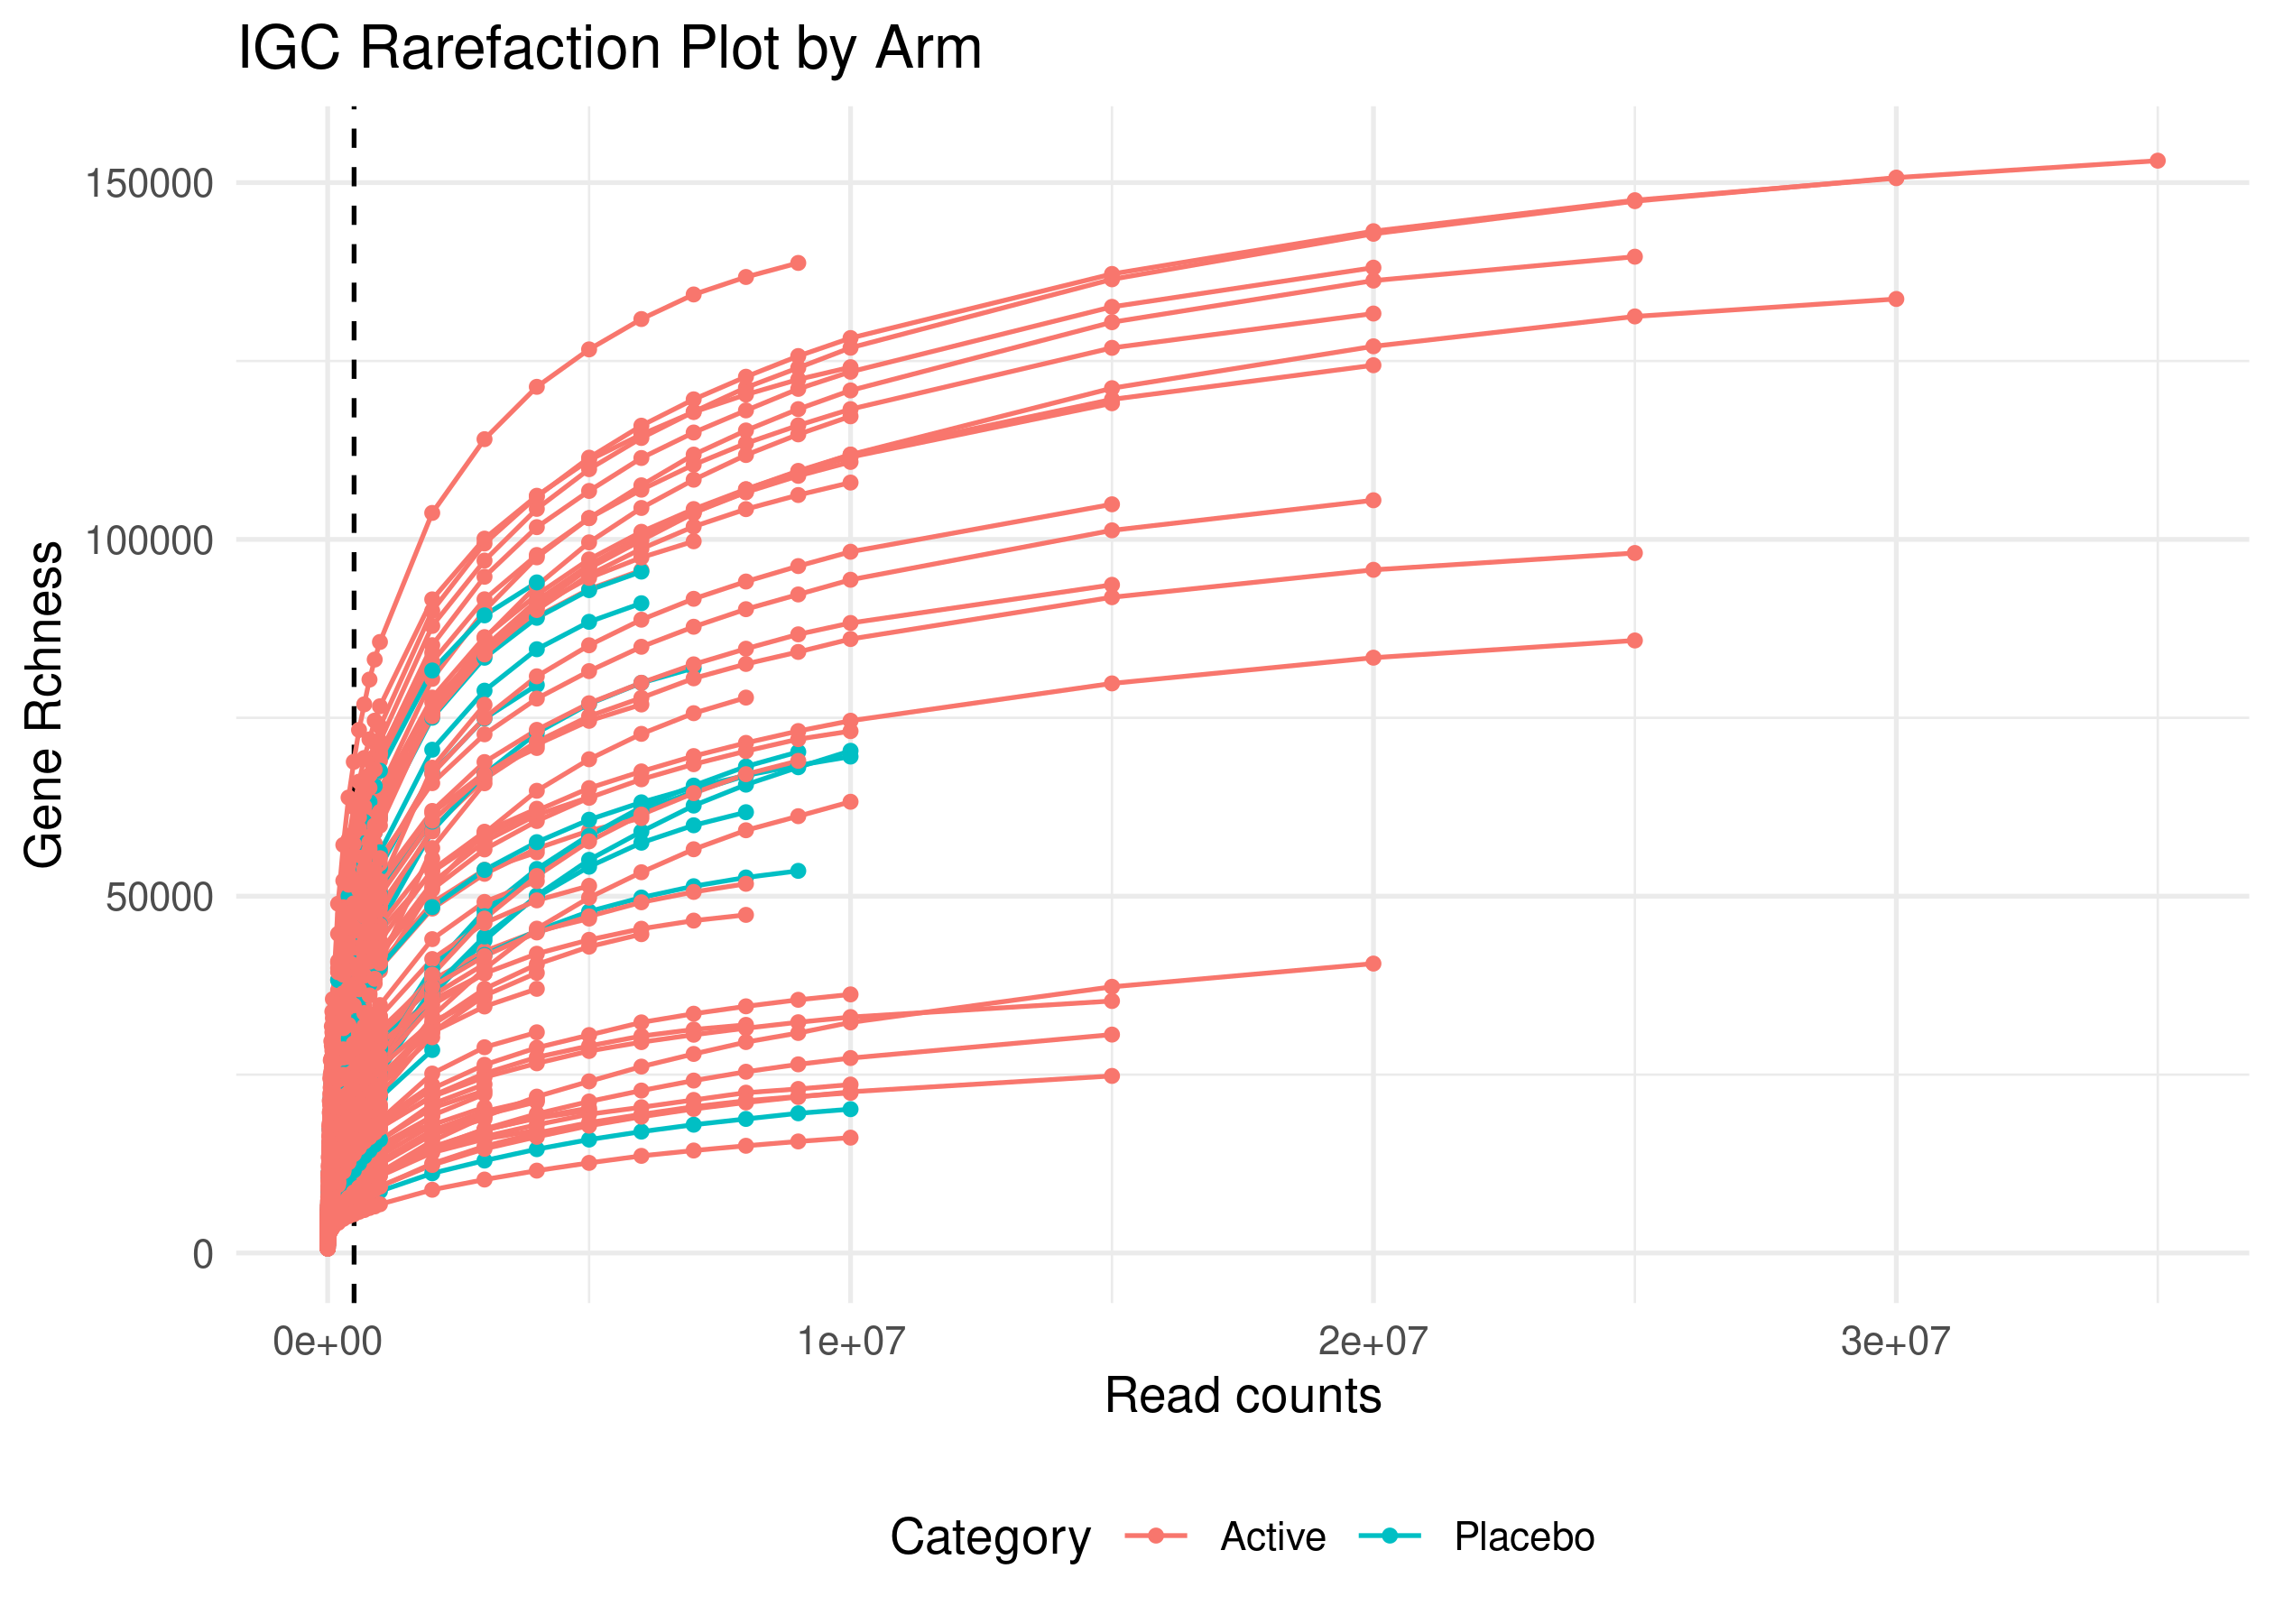 IGC Rarefaction Plot by Arm
150000
100000
50000
0
Gene Rchness
0e+00 1e+07 2e+07 3e+07
Read counts
Category Active Placebo